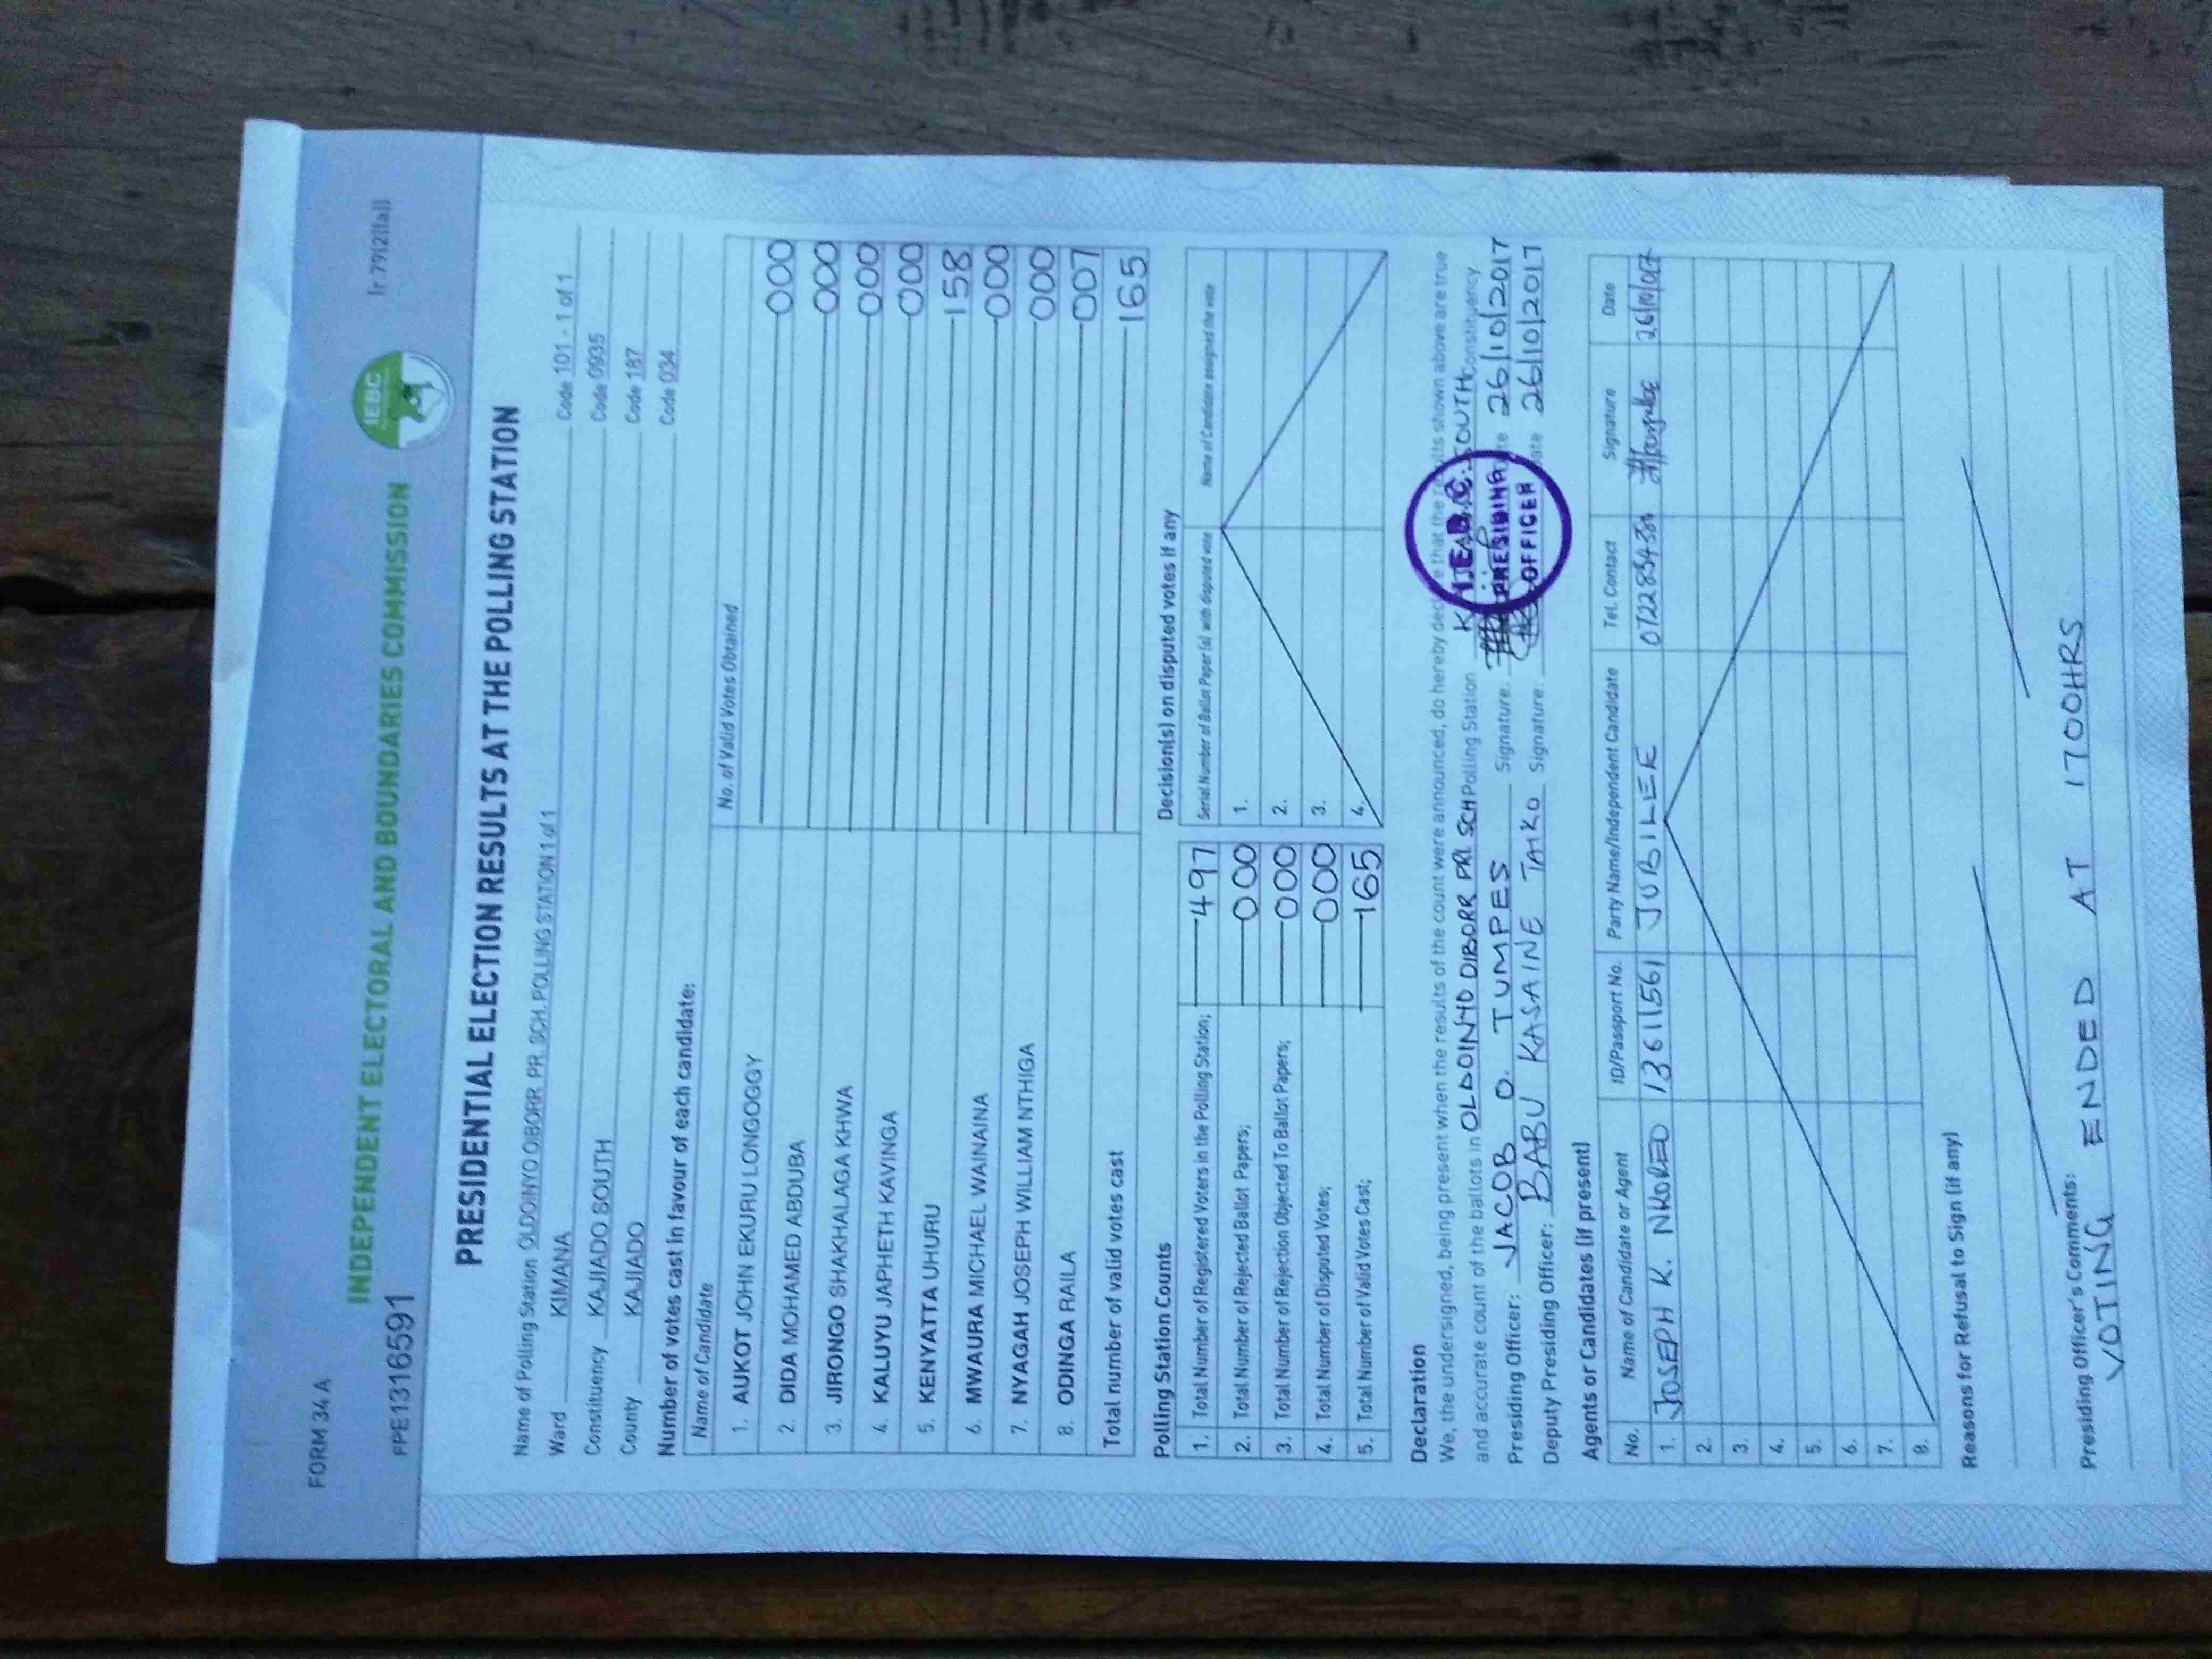 FORM 34 A
(r 79(2)(a))
FPE1316591
INDEPENDENT ELECTORAL AND BOUNDARIES COMMISSION
IEBC
PRESIDENTIAL ELECTION RESULTS AT THE POLLING STATION
Name of Polling Station OLDOINYO OIBORR PR. SCH. POLLING STATION 1 of 1 Code 101 - 1 of 1
Ward KIMANA Code 0935
Constituency KAJIADO SOUTH Code 187
County KAJIADO Code 034
Number of votes cast in favour of each candidate:
Name of Candidate No. of Valid Votes Obtained
1. AUKOT JOHN EKURU LONGOGGY 000
2. DIDA MOHAMED ABDUBA 000
3. JIRONGO SHAKHALAGA KHWA 000
4. KALUYU JAPHETH KAVINGA 000
5. KENYATTA UHURU 158
6. MWAURA MICHAEL WAINAINA 000
7. NYAGAH JOSEPH WILLIAM NTHIGA 000
8. ODINGA RAILA 007
Total number of valid votes cast 165
Polling Station Counts
1. Total Number of Registered Voters in the Polling Station; 497
2. Total Number of Rejected Ballot Papers; 000
3. Total Number of Rejection Objected To Ballot Papers; 000
4. Total Number of Disputed Votes; 000
5. Total Number of Valid Votes Cast; 165
Decision(s) on disputed votes if any
Serial Number of Ballot Paper (s) with disputed vote Name of Candidate assigned the vote
1.
2.
3.
4.
Declaration
We, the undersigned, being present when the results of the count were announced, do hereby declare that the results shown above are true
and accurate count of the ballots in OLDOINYO DIBORR PRI SCH Polling Station SOUTH Constituency
Presiding Officer: JACOB O. TUMPES Signature: Date 26/10/2017
Deputy Presiding Officer: BABU KASAINE TAIKO Signature: Date 26/10/2017
IEBC
PRESIDING
OFFICER
Agents or Candidates (if present)
No. Name of Candidate or Agent ID/Passport No. Party Name/Independent Candidate Tel. Contact Signature Date
1. JOSEPH K. NKOREO 13611561 JUBILEE
2.
3.
4.
5.
6.
7.
8.
Reasons for Refusal to Sign (if any)
Presiding Officer's Comments:
VOTING ENDED AT 1700HRS